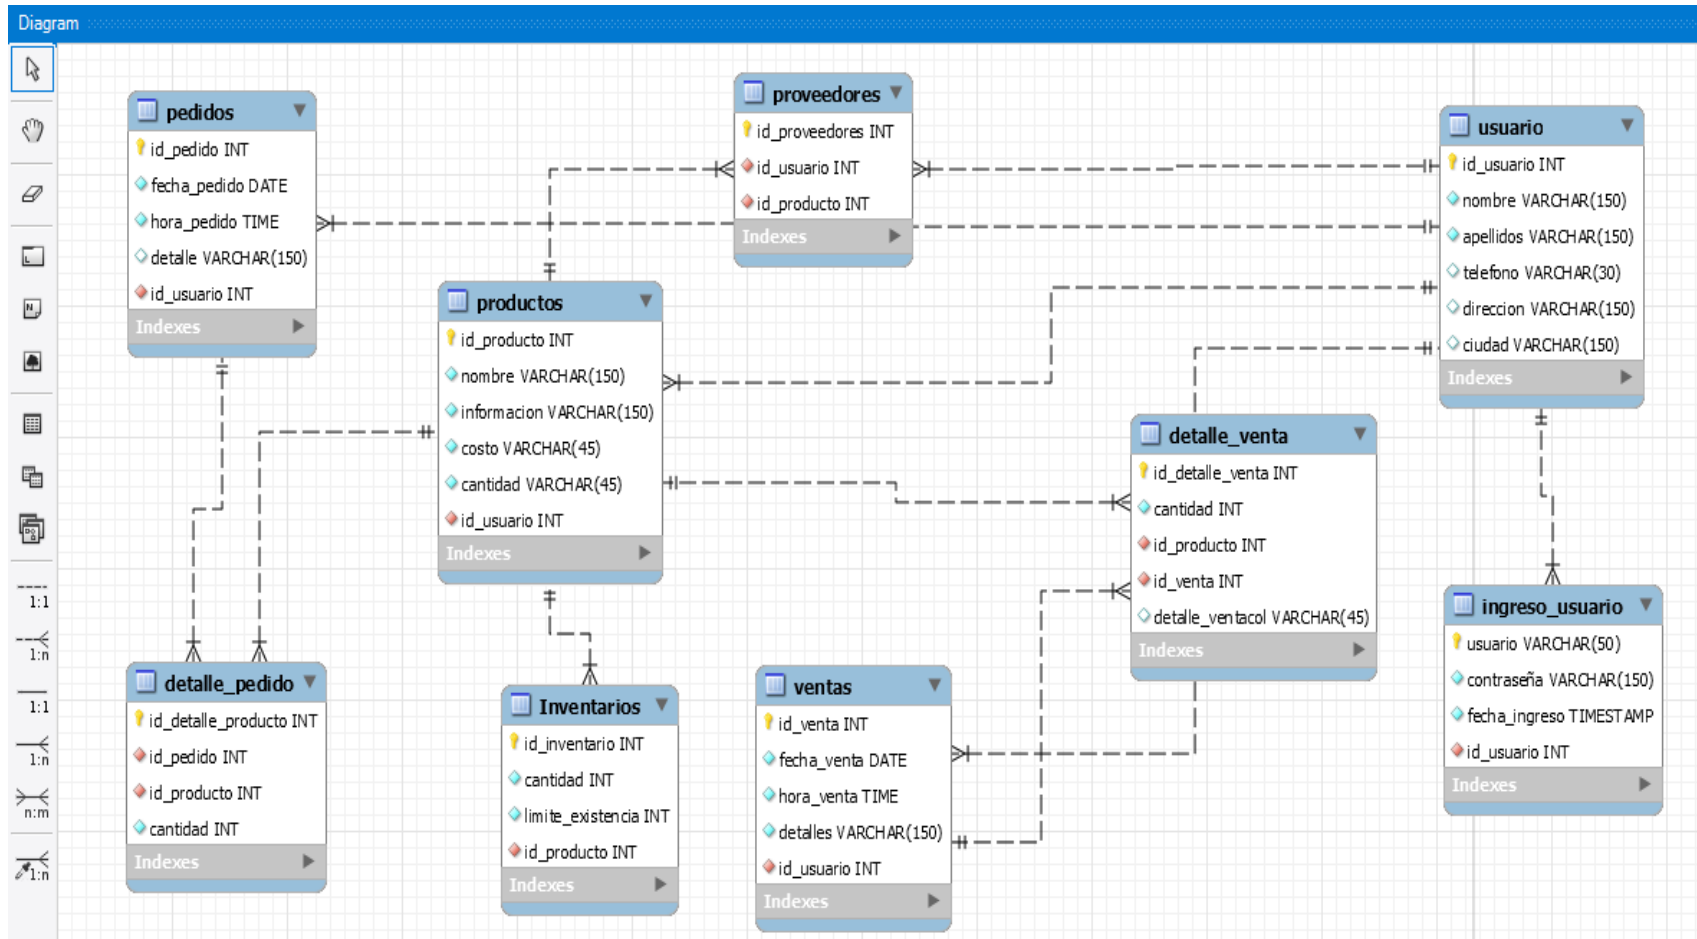 Diagram
pedidos
id_pedido INT
fecha_pedido DATE
hora_pedido TIME
detalle VARCHAR(150)
id_usuario INT
Indexes
proveedores
id_proveedores INT
id_usuario INT
id_producto INT
Indexes
usuario
id_usuario INT
nombre VARCHAR(150)
apellidos VARCHAR(150)
telefono VARCHAR(30)
direccion VARCHAR(150)
ciudad VARCHAR(150)
Indexes
productos
id_producto INT
nombre VARCHAR(150)
informacion VARCHAR(150)
costo VARCHAR(45)
cantidad VARCHAR(45)
id_usuario INT
Indexes
detalle_venta
id_detalle_venta INT
cantidad INT
id_producto INT
id_venta INT
detalle_ventacol VARCHAR(45)
Indexes
detalle_pedido
id_detalle_producto INT
id_pedido INT
id_producto INT
cantidad INT
Indexes
Inventarios
id_inventario INT
cantidad INT
limite_existencia INT
id_producto INT
Indexes
ventas
id_venta INT
fecha_venta DATE
hora_venta TIME
detalles VARCHAR(150)
id_usuario INT
Indexes
ingreso_usuario
usuario VARCHAR(50)
contraseña VARCHAR(150)
fecha_ingreso TIMESTAMP
id_usuario INT
Indexes
1:1
1:n
1:1
1:n
n:m
1:n